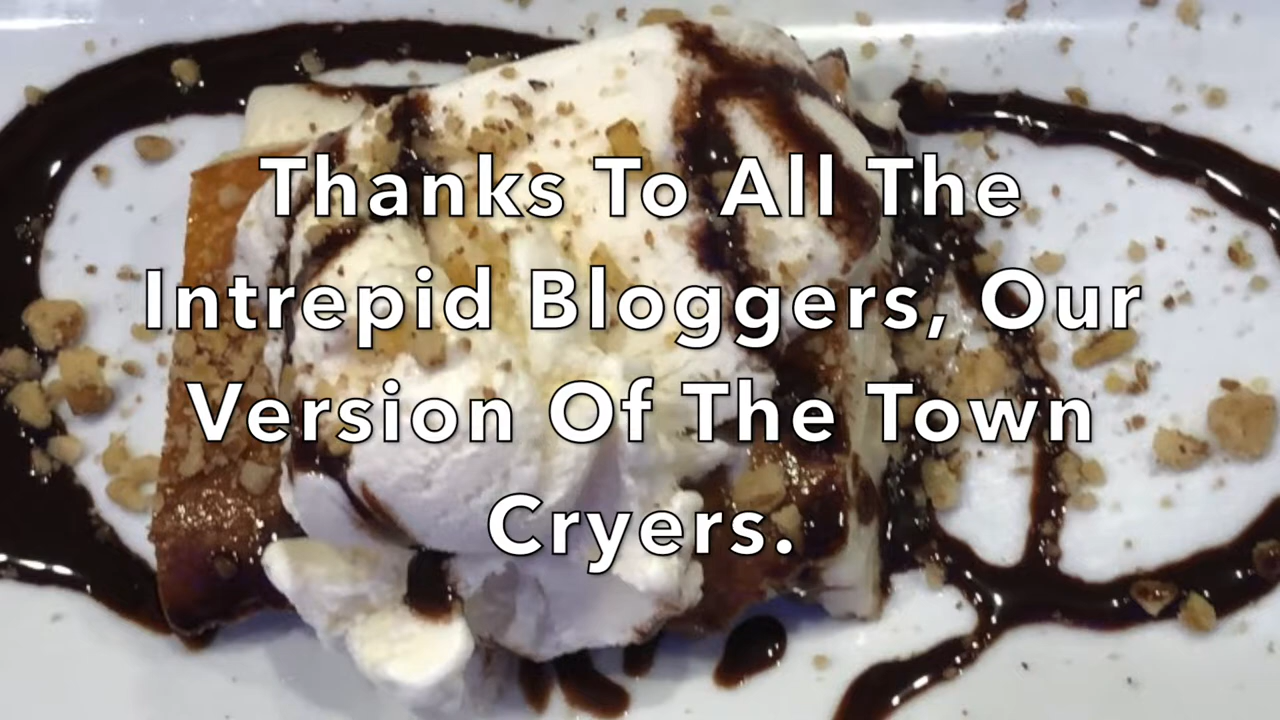 Thanks To All The
Intrepid Bloggers, Our
Version Of The Town
Cryers.